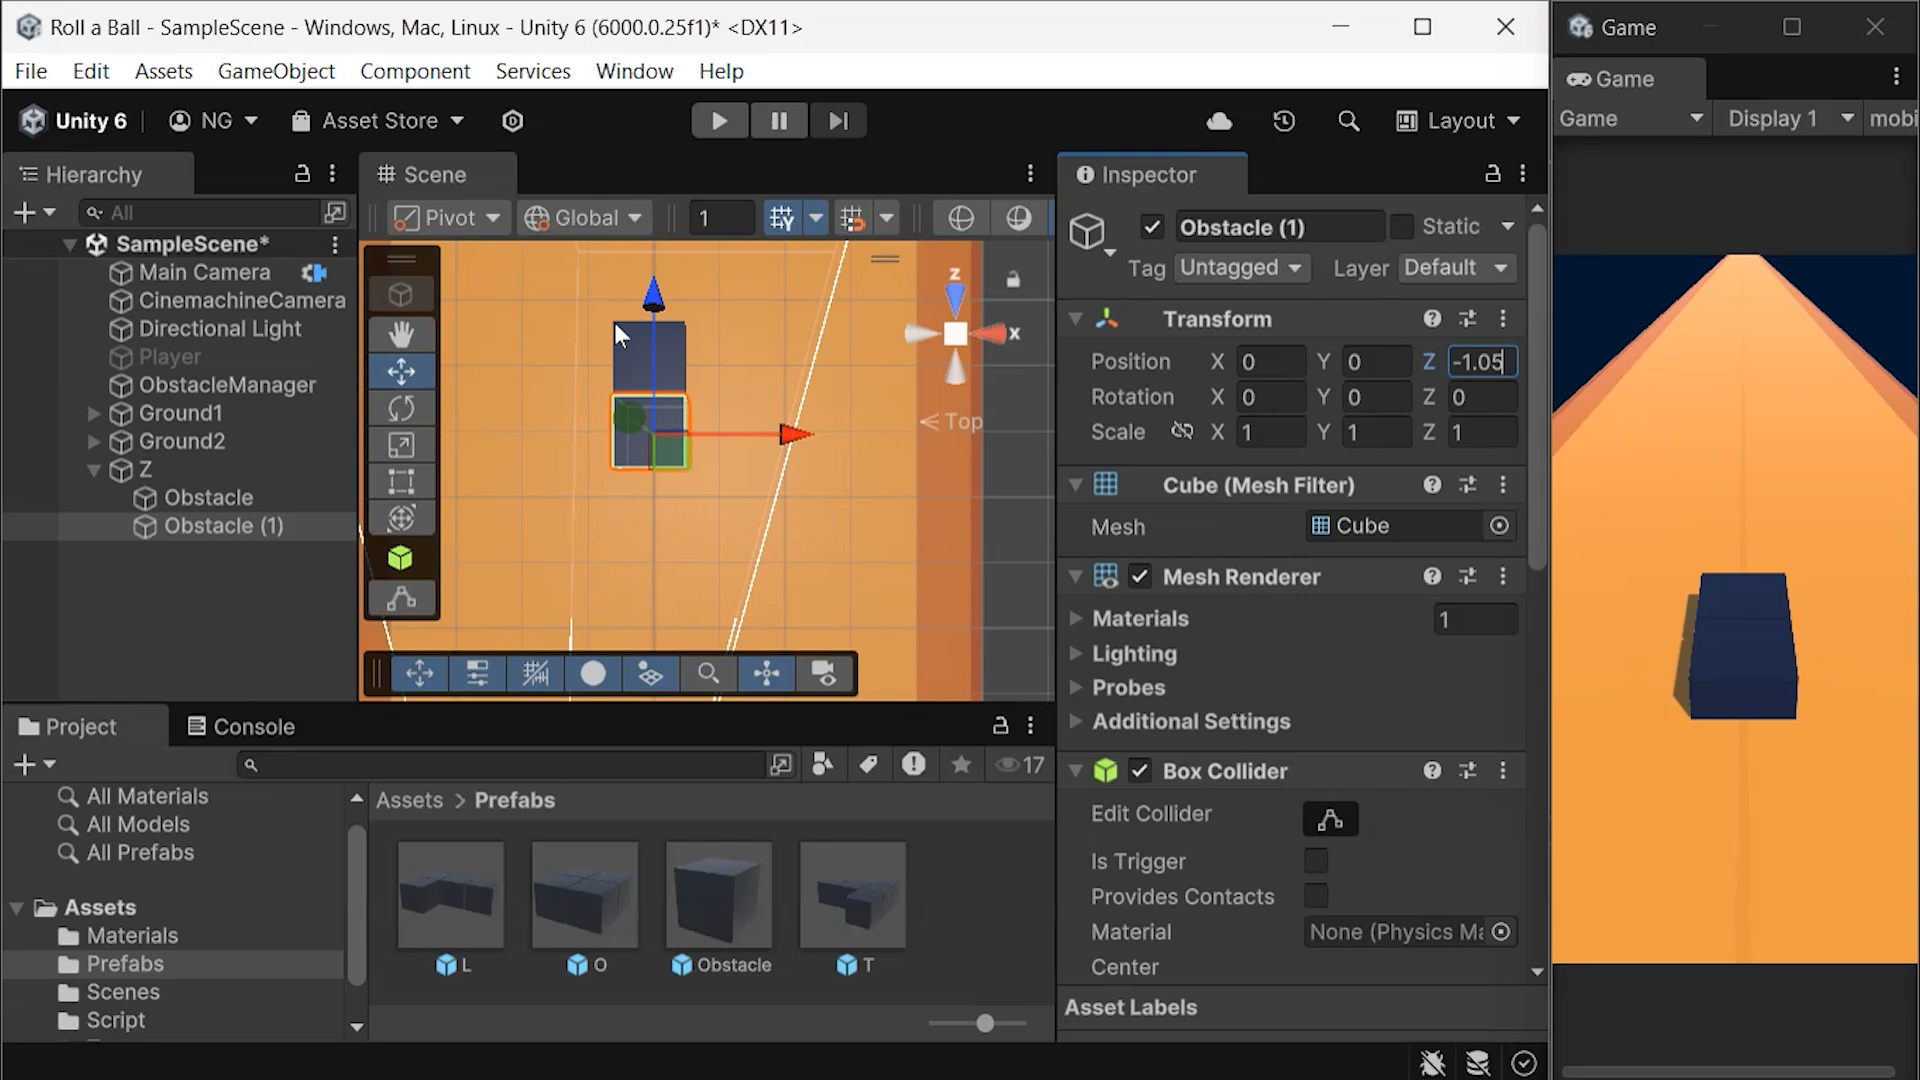 Roll a Ball - SampleScene - Windows, Mac, Linux - Unity 6 (6000.0.25f1)* <DX11>
Game
File Edit Assets GameObject Component Services Window Help
Game
Unity 6 NG Asset Store Layout
Game Display 1 mobi
Hierarchy
Scene
Inspector
All
Pivot Global 1
SampleScene*
Main Camera
CinemachineCamera
Directional Light
Player
ObstacleManager
Ground1
Ground2
Z
Obstacle
Obstacle (1)
z
x
< Top
Obstacle (1) Static
Tag Untagged Layer Default
Transform
Position X 0 Y 0 Z -1.05
Rotation X 0 Y 0 Z 0
Scale X 1 Y 1 Z 1
Cube (Mesh Filter)
Mesh Cube
Mesh Renderer
Materials 1
Lighting
Probes
Additional Settings
Box Collider
Edit Collider
Is Trigger
Provides Contacts
Material None (Physics Ma
Center
Asset Labels
Project Console
17
All Materials
All Models
All Prefabs
Assets
Materials
Prefabs
Scenes
Script
Assets > Prefabs
L O Obstacle T